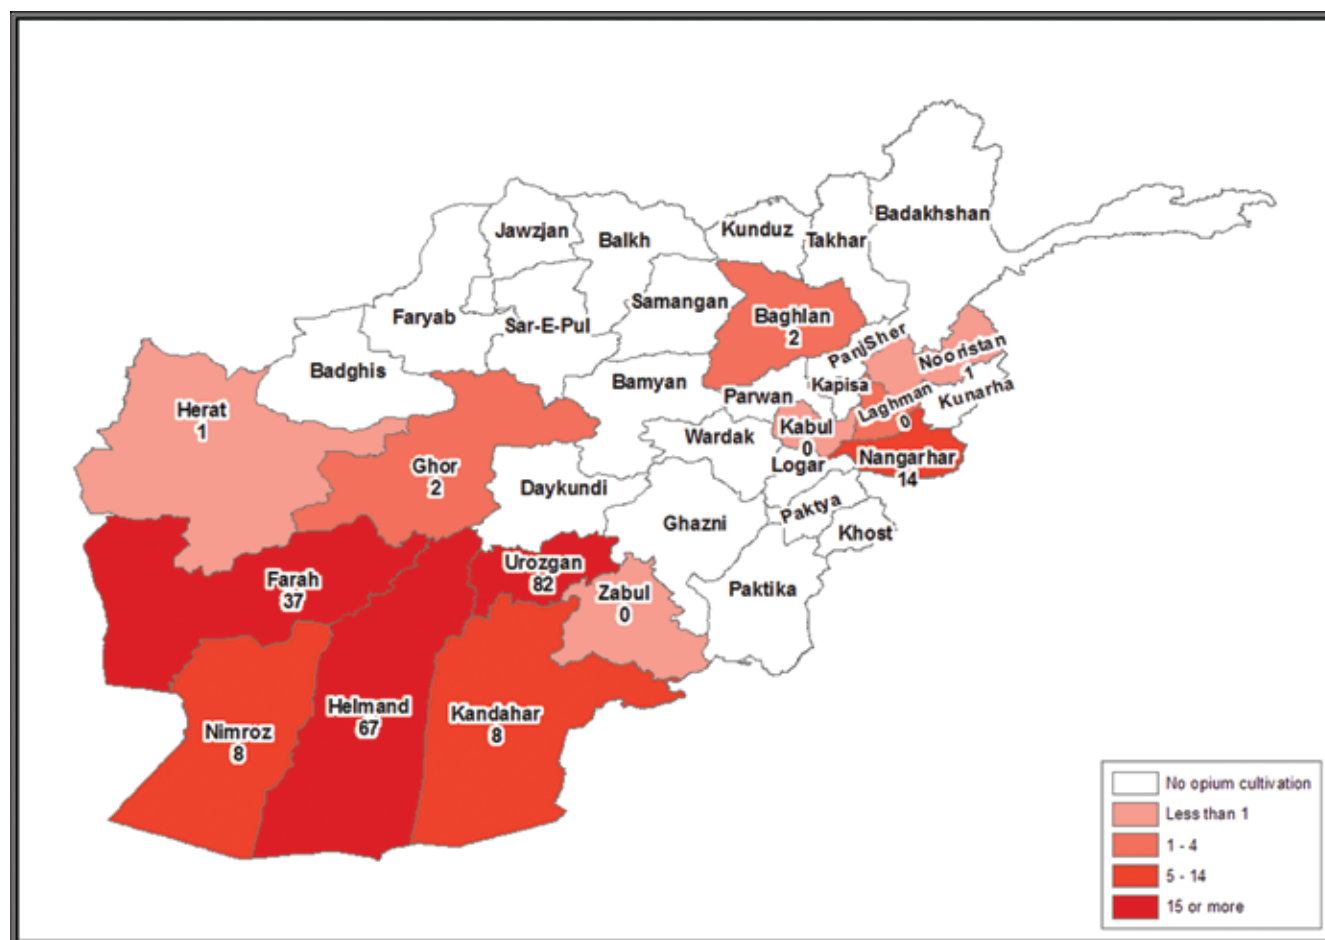 Badakhshan
Jawzjan
Balkh
Kunduz
Takhar
Faryab
Sar-E-Pul
Samangan
Baghlan
2
PanjSher
Nooristan
1
Badghis
Bamyan
Parwan
Kapisa
Laghman
0
Kunarha
Herat
1
Ghor
2
Wardak
Kabul
0
Logar
Nangarhar
14
Daykundi
Ghazni
Paktya
Khost
Farah
37
Urozgan
82
Zabul
0
Paktika
Nimroz
8
Helmand
67
Kandahar
8
No opium cultivation
Less than 1
1 - 4
5 - 14
15 or more